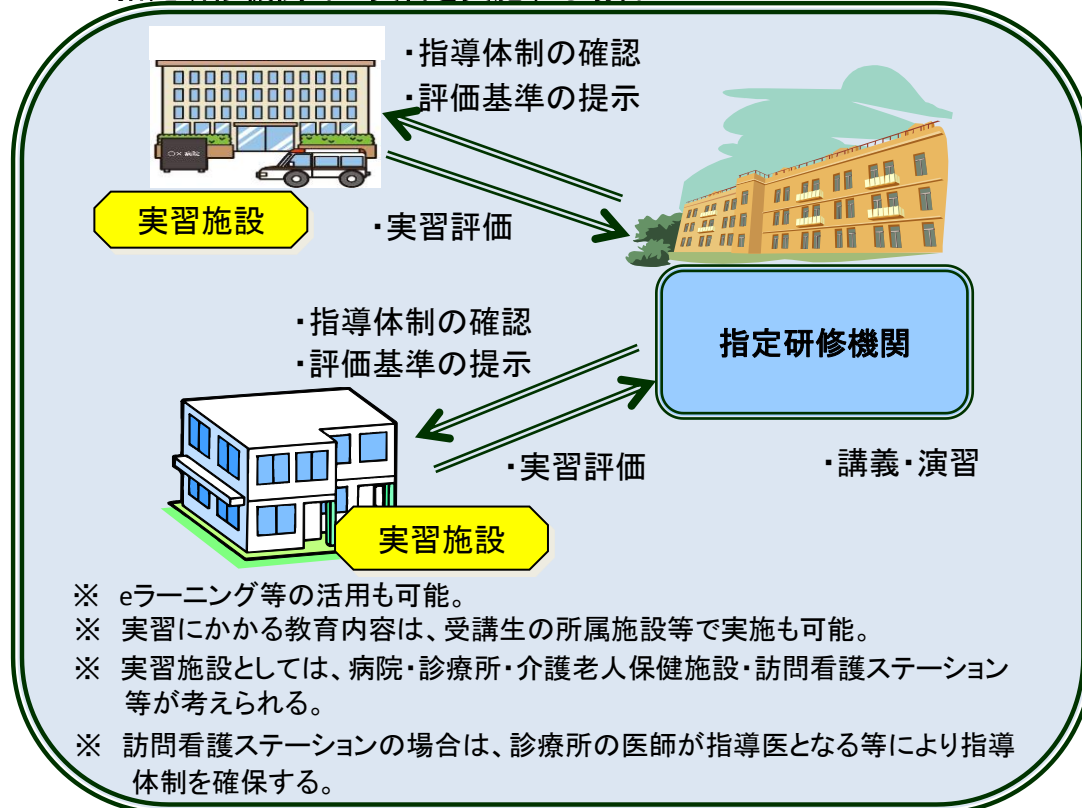 ・指導体制の確認
・評価基準の提示
実習施設
・実習評価
・指導体制の確認
・評価基準の提示
指定研修機関
・実習評価
・講義・演習
実習施設
※ eラーニング等の活用も可能。
※ 実習にかかる教育内容は、受講生の所属施設等で実施も可能。
※ 実習施設としては、病院・診療所・介護老人保健施設・訪問看護ステーション
等が考えられる。
※ 訪問看護ステーションの場合は、診療所の医師が指導医となる等により指導
体制を確保する。